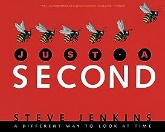 JUST·A
SECOND
STEVE JENKINS
A DIFFERENT WAY TO LOOK AT TIME